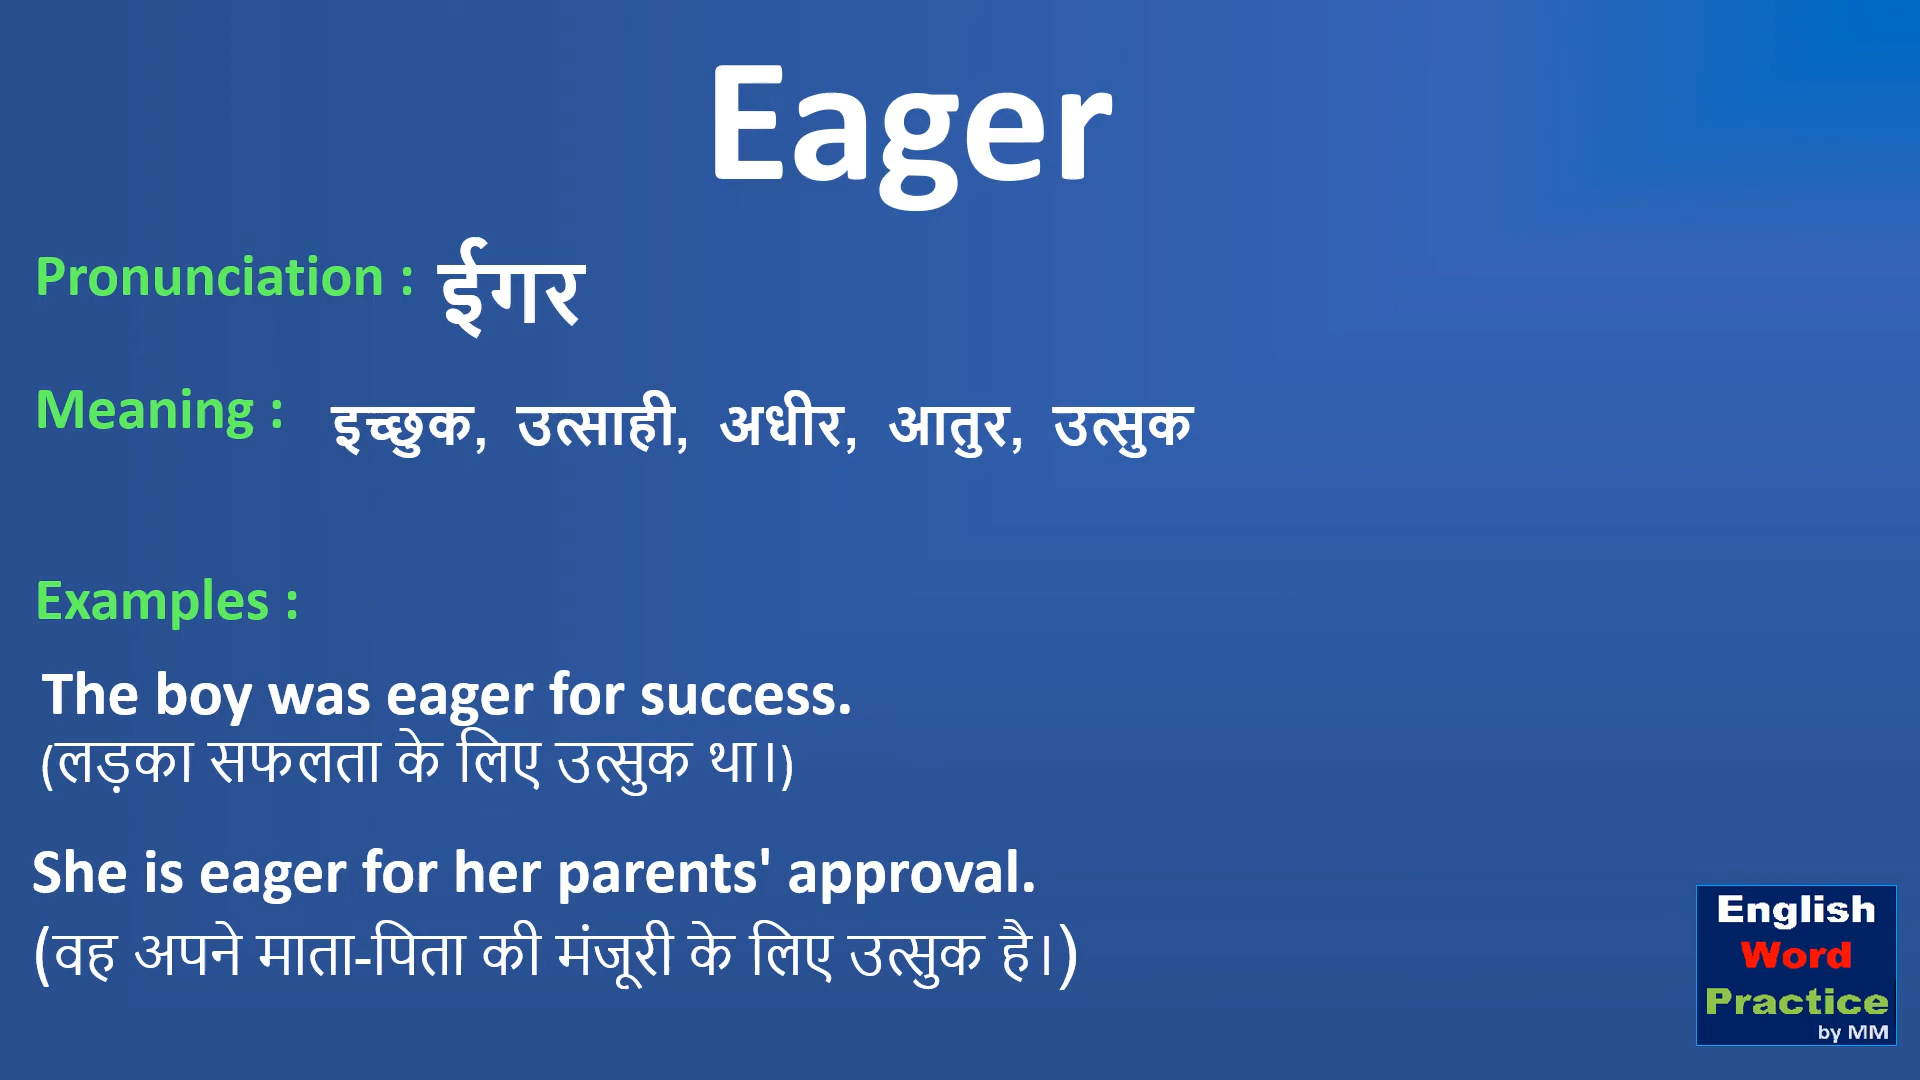 Eager
Pronunciation : ईगर
Meaning : इच्छुक, उत्साही, अधीर, आतुर, उत्सुक
Examples :
The boy was eager for success.
(लड़का सफलता के लिए उत्सुक था।)
She is eager for her parents' approval.
(वह अपने माता-पिता की मंजूरी के लिए उत्सुक है।)
English
Word
Practice
by MM